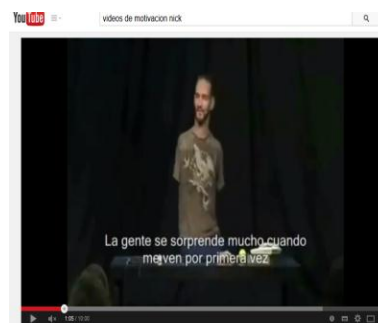 YouTube
videos de motivacion nick
La gente se sorprende mucho cuando
me ven por primera vez
1:05 / 10:00